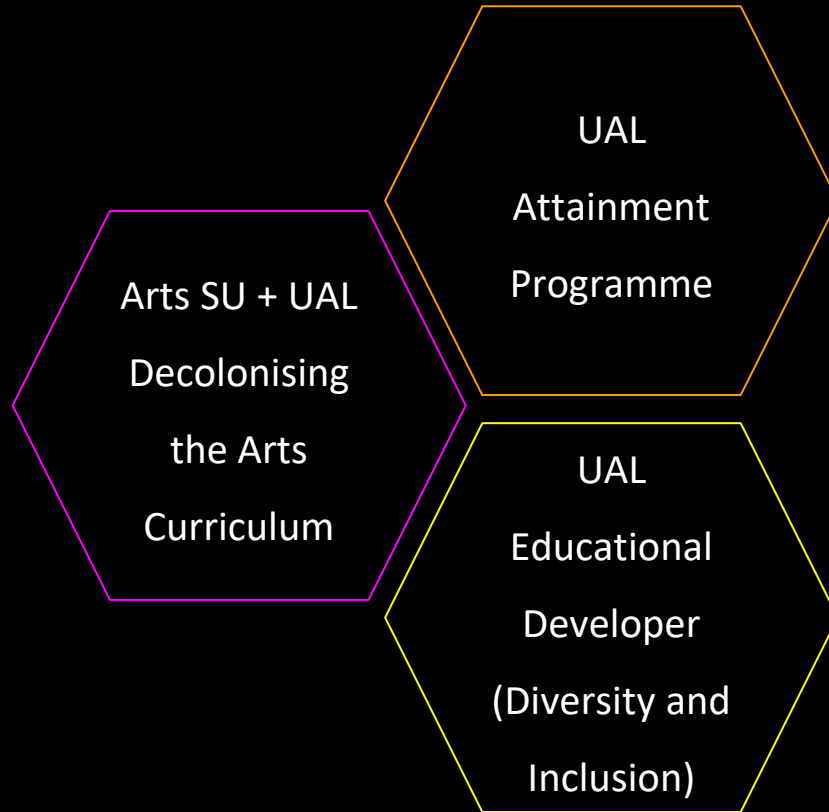 Arts SU + UAL
Decolonising
the Arts
Curriculum
UAL
Attainment
Programme
UAL
Educational
Developer
(Diversity and
Inclusion)